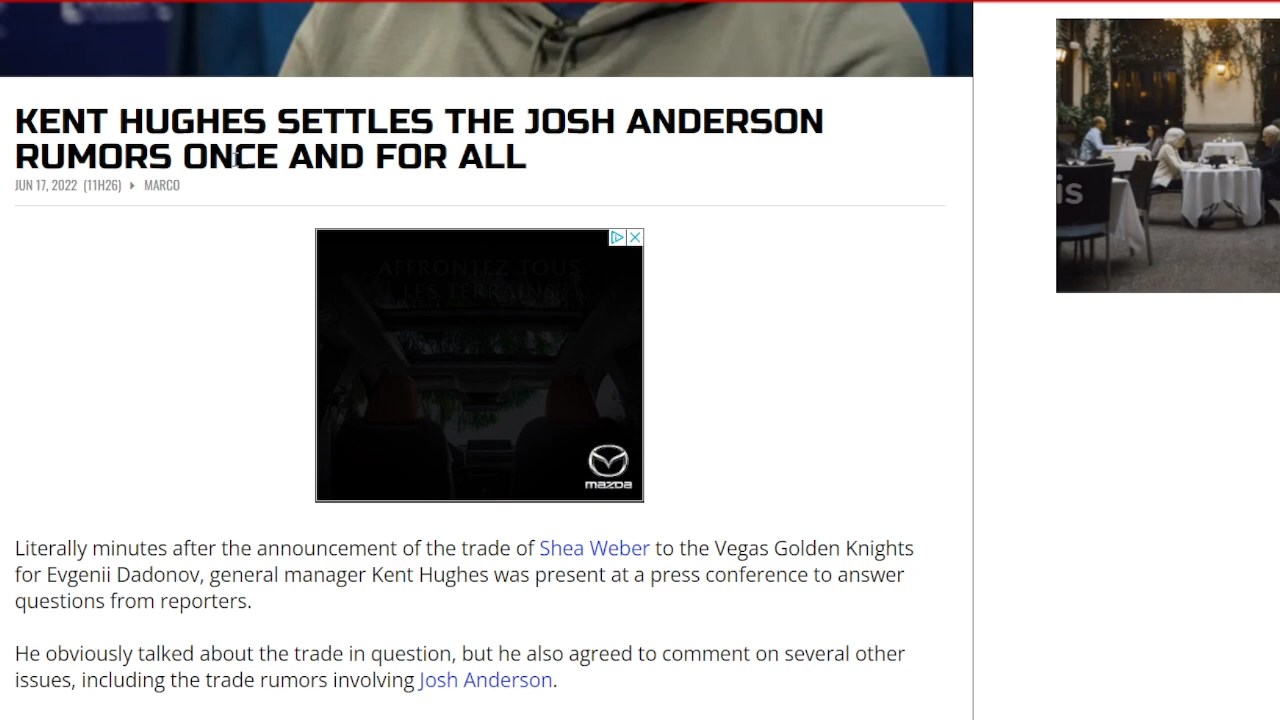 KENT HUGHES SETTLES THE JOSH ANDERSON
RUMORS ONCE AND FOR ALL
JUN 17, 2022 (11H26) MARCO
AFFRONTEZ TOUS
LES TERRAINS
mazda
is
Literally minutes after the announcement of the trade of Shea Weber to the Vegas Golden Knights
for Evgenii Dadonov, general manager Kent Hughes was present at a press conference to answer
questions from reporters.
He obviously talked about the trade in question, but he also agreed to comment on several other
issues, including the trade rumors involving Josh Anderson.